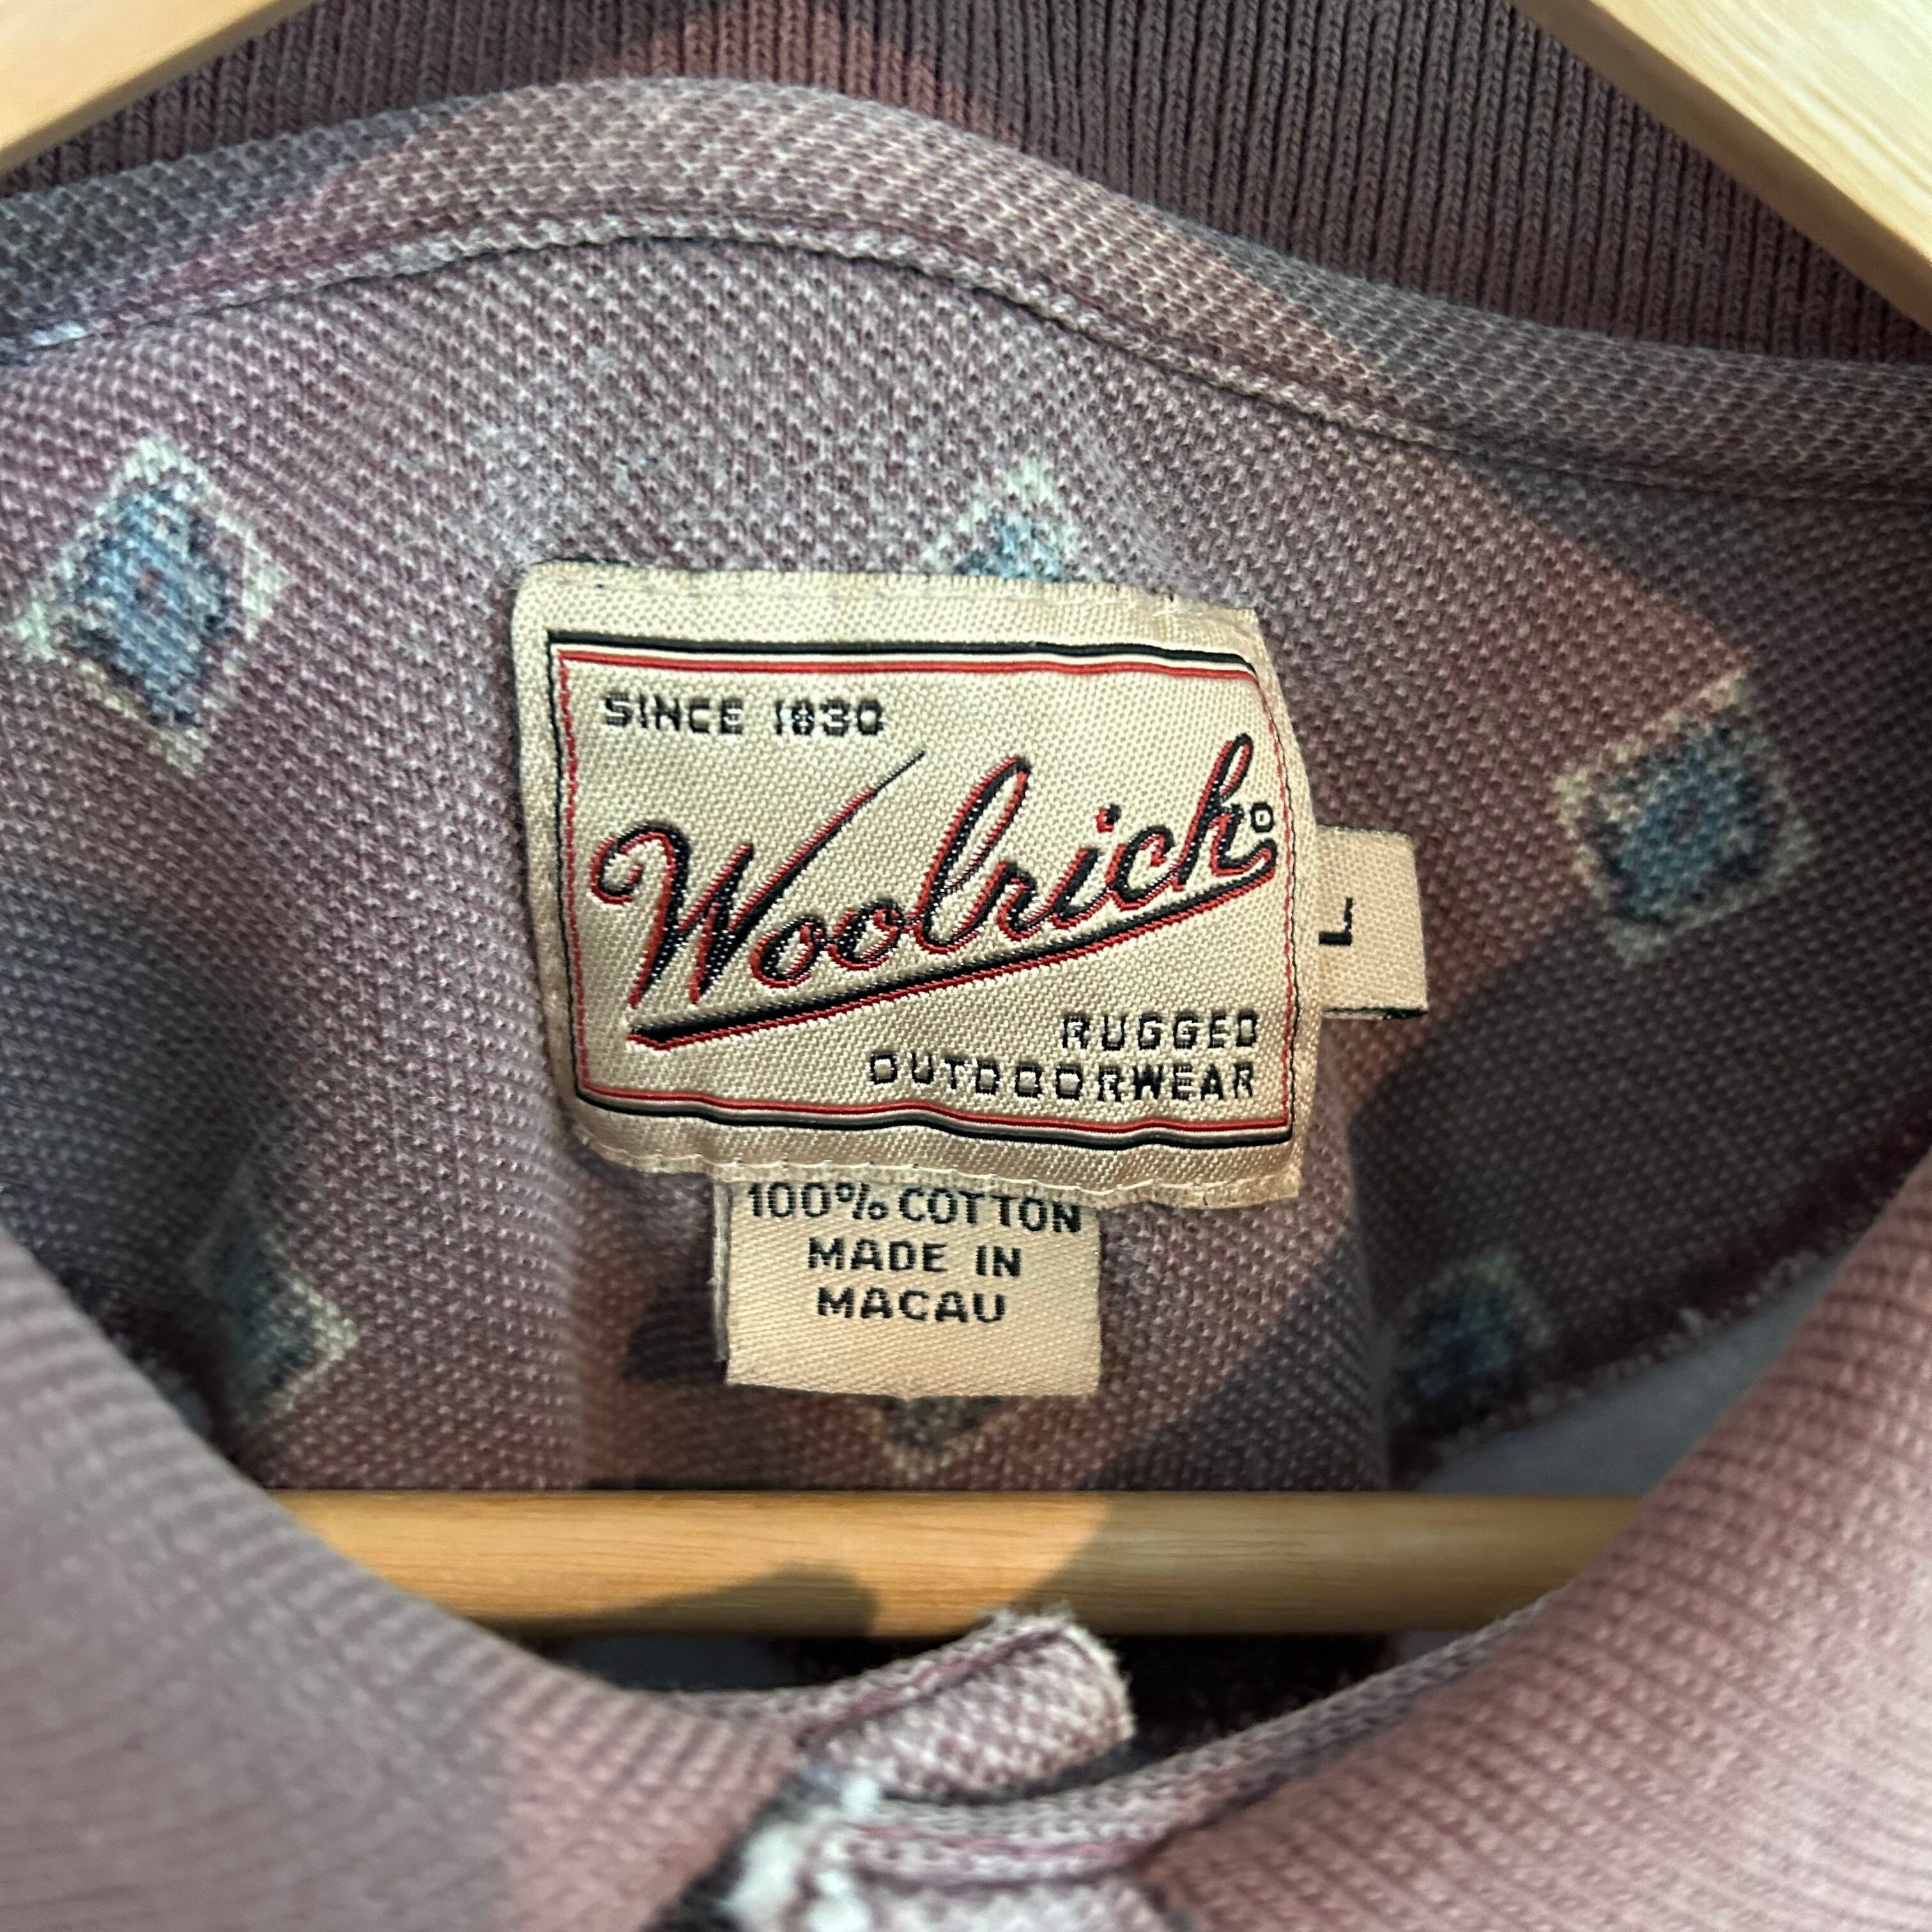 SINCE 1830
Woolrich®
L
RUGGED
OUTDOORWEAR
100% COTTON
MADE IN
MACAU